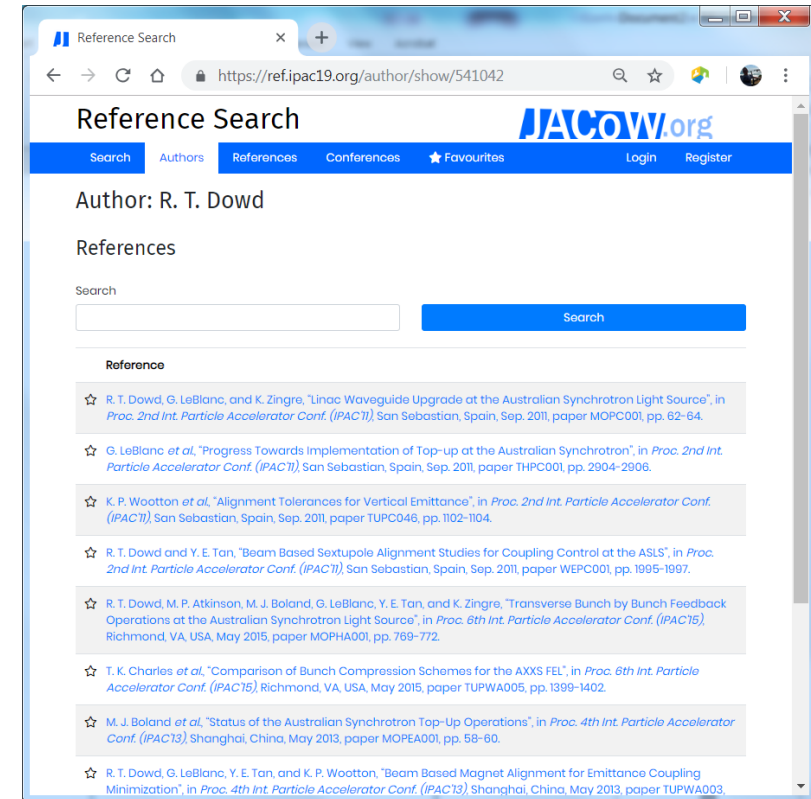 Document2
Reference Search
view acrobat
https://ref.ipac19.org/author/show/541042
Reference Search
JACoW.org
Search Authors References Conferences Favourites Login Register
Author: R. T. Dowd
References
Search
Search
Reference
R. T. Dowd, G. LeBlanc, and K. Zingre, "Linac Waveguide Upgrade at the Australian Synchrotron Light Source", in
Proc. 2nd Int. Particle Accelerator Conf. (IPAC'11), San Sebastian, Spain, Sep. 2011, paper MOPC001, pp. 62-64.
G. LeBlanc et al., "Progress Towards Implementation of Top-up at the Australian Synchrotron", in Proc. 2nd Int.
Particle Accelerator Conf. (IPAC'11), San Sebastian, Spain, Sep. 2011, paper THPC001, pp. 2904-2906.
K. P. Wootton et al., "Alignment Tolerances for Vertical Emittance", in Proc. 2nd Int. Particle Accelerator Conf.
(IPAC'11), San Sebastian, Spain, Sep. 2011, paper TUPC046, pp. 1102-1104.
R. T. Dowd and Y. E. Tan, "Beam Based Sextupole Alignment Studies for Coupling Control at the ASLS", in Proc.
2nd Int. Particle Accelerator Conf. (IPAC'11), San Sebastian, Spain, Sep. 2011, paper WEPC001, pp. 1995-1997.
R. T. Dowd, M. P. Atkinson, M. J. Boland, G. LeBlanc, Y. E. Tan, and K. Zingre, "Transverse Bunch by Bunch Feedback
Operations at the Australian Synchrotron Light Source", in Proc. 6th Int. Particle Accelerator Conf. (IPAC'15),
Richmond, VA, USA, May 2015, paper MOPHA001, pp. 769-772.
T. K. Charles et al., "Comparison of Bunch Compression Schemes for the AXXS FEL", in Proc. 6th Int. Particle
Accelerator Conf. (IPAC'15), Richmond, VA, USA, May 2015, paper TUPWA005, pp. 1399-1402.
M. J. Boland et al., "Status of the Australian Synchrotron Top-Up Operations", in Proc. 4th Int. Particle Accelerator
Conf. (IPAC'13), Shanghai, China, May 2013, paper MOPEA001, pp. 58-60.
R. T. Dowd, G. LeBlanc, Y. E. Tan, and K. P. Wootton, "Beam Based Magnet Alignment for Emittance Coupling
Minimization", in Proc. 4th Int. Particle Accelerator Conf. (IPAC'13), Shanghai, China, May 2013, paper TUPWA003,